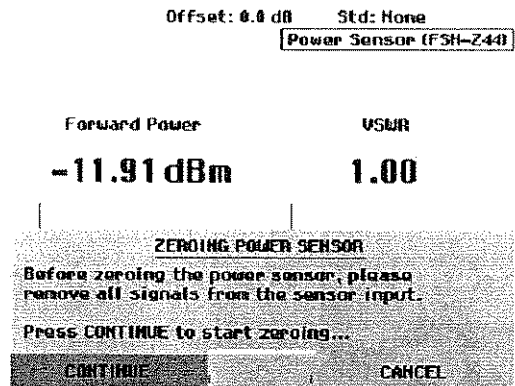 Offset: 0.0 dB Std: None
Power Sensor (FSH-Z44)
Forward Power VSWR
-11.91 dBm 1.00
ZEROING POWER SENSOR
Before zeroing the power sensor, please
remove all signals from the sensor input.
Press CONTINUE to start zeroing...
CONTINUE CANCEL